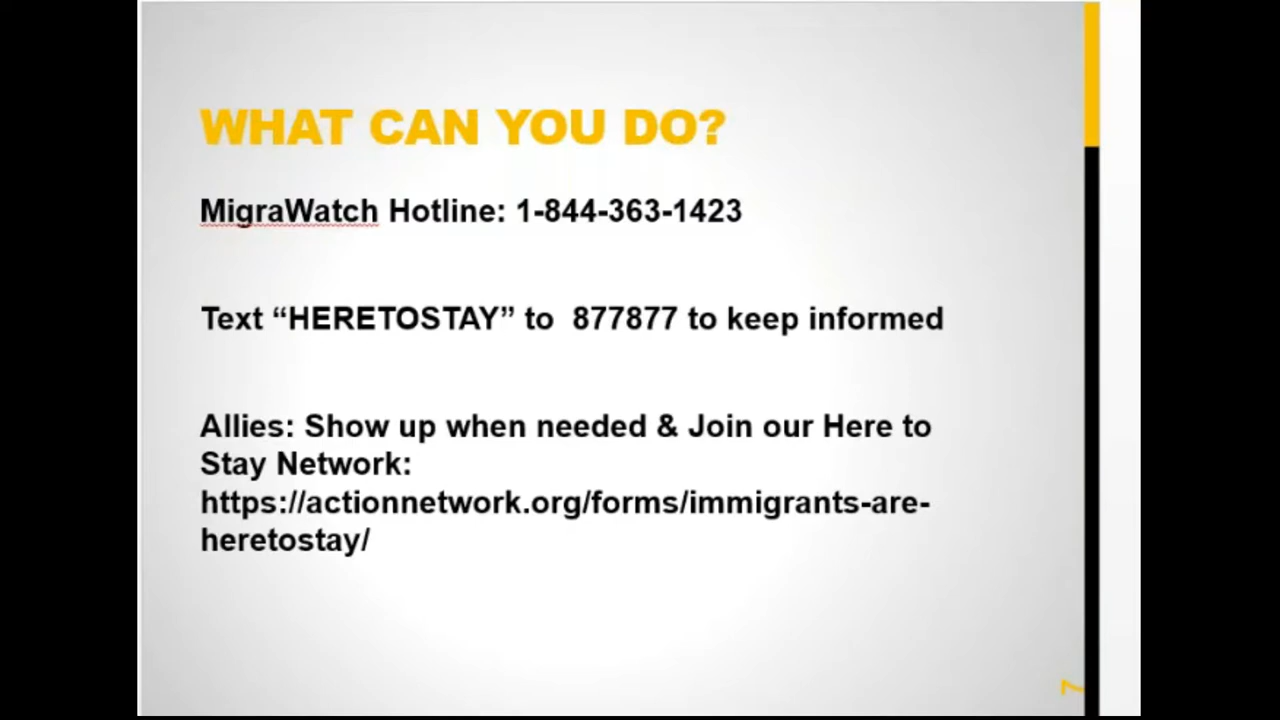 WHAT CAN YOU DO?
MigraWatch Hotline: 1-844-363-1423
Text “HERETOSTAY” to  877877 to keep informed
Allies: Show up when needed & Join our Here to
Stay Network:
https://actionnetwork.org/forms/immigrants-are-
heretostay/
7